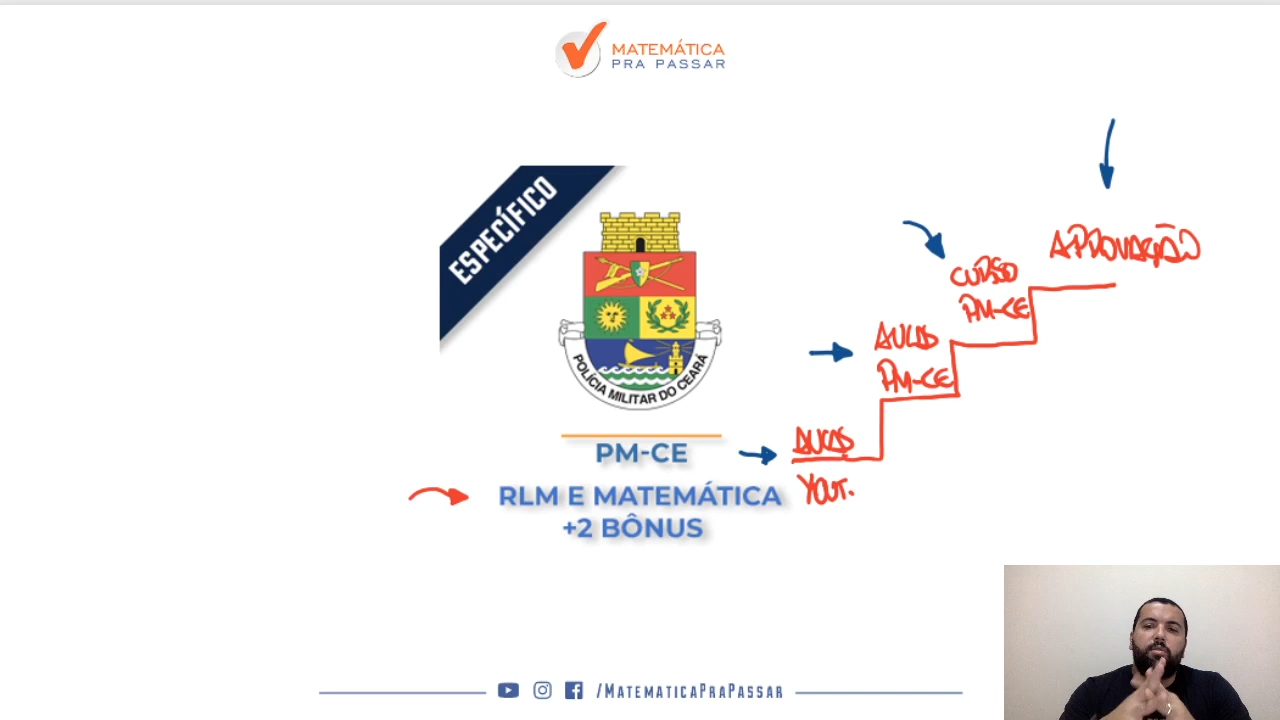 MATEMÁTICA
PRA PASSAR
ESPECÍFICO
POLÍCIA MILITAR DO CEARÁ
PM-CE
RLM E MATEMÁTICA
+2 BÔNUS
APROVAÇÃO
CURSO
PM-CE
AULAS
PM-CE
AULAS
YOUT.
/MATEMATICAPRAPASSAR